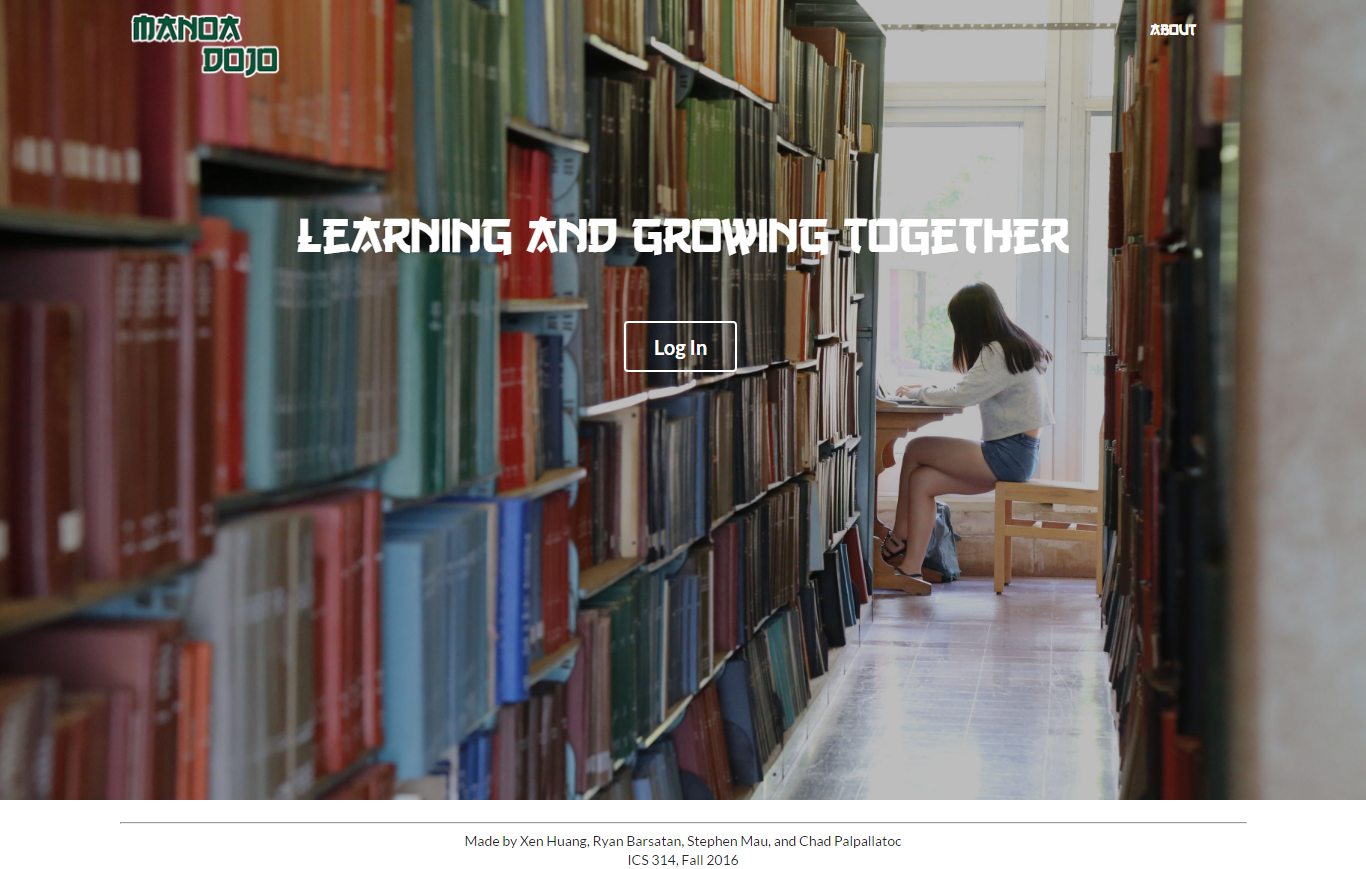 MANOA
DOJO
ABOUT
LEARNING AND GROWING TOGETHER
Log In
Made by Xen Huang, Ryan Barsatan, Stephen Mau, and Chad Palpallatoc
ICS 314, Fall 2016